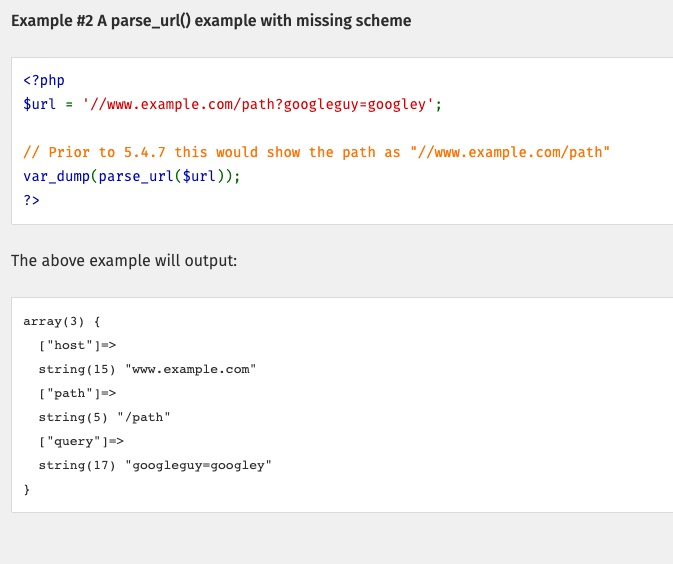 Example #2 A parse_url() example with missing scheme
<?php
$url = '//www.example.com/path?googleguy=googley';
// Prior to 5.4.7 this would show the path as "//www.example.com/path"
var_dump(parse_url($url));
?>
The above example will output:
array(3) {
  ["host"]=>
  string(15) "www.example.com"
  ["path"]=>
  string(5) "/path"
  ["query"]=>
  string(17) "googleguy=googley"
}